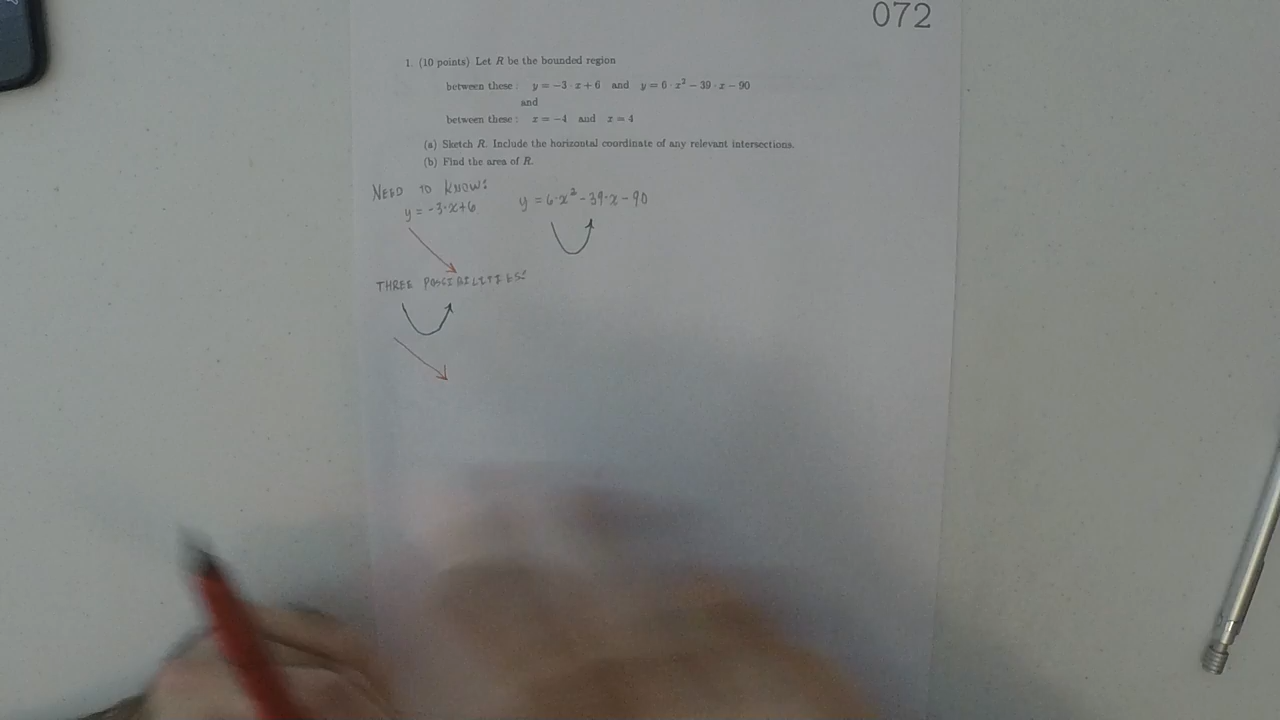 072
1. (10 points) Let R be the bounded region
between these: y = −3 · x + 6 and y = 6 · x² − 39 · x − 90
and
between these: x = −4 and x = 4
(a) Sketch R. Include the horizontal coordinate of any relevant intersections.
(b) Find the area of R.
NEED TO KNOW:
y = -3·x+6 y = 6·x² -39·x -90
THREE POSSIBILITIES: